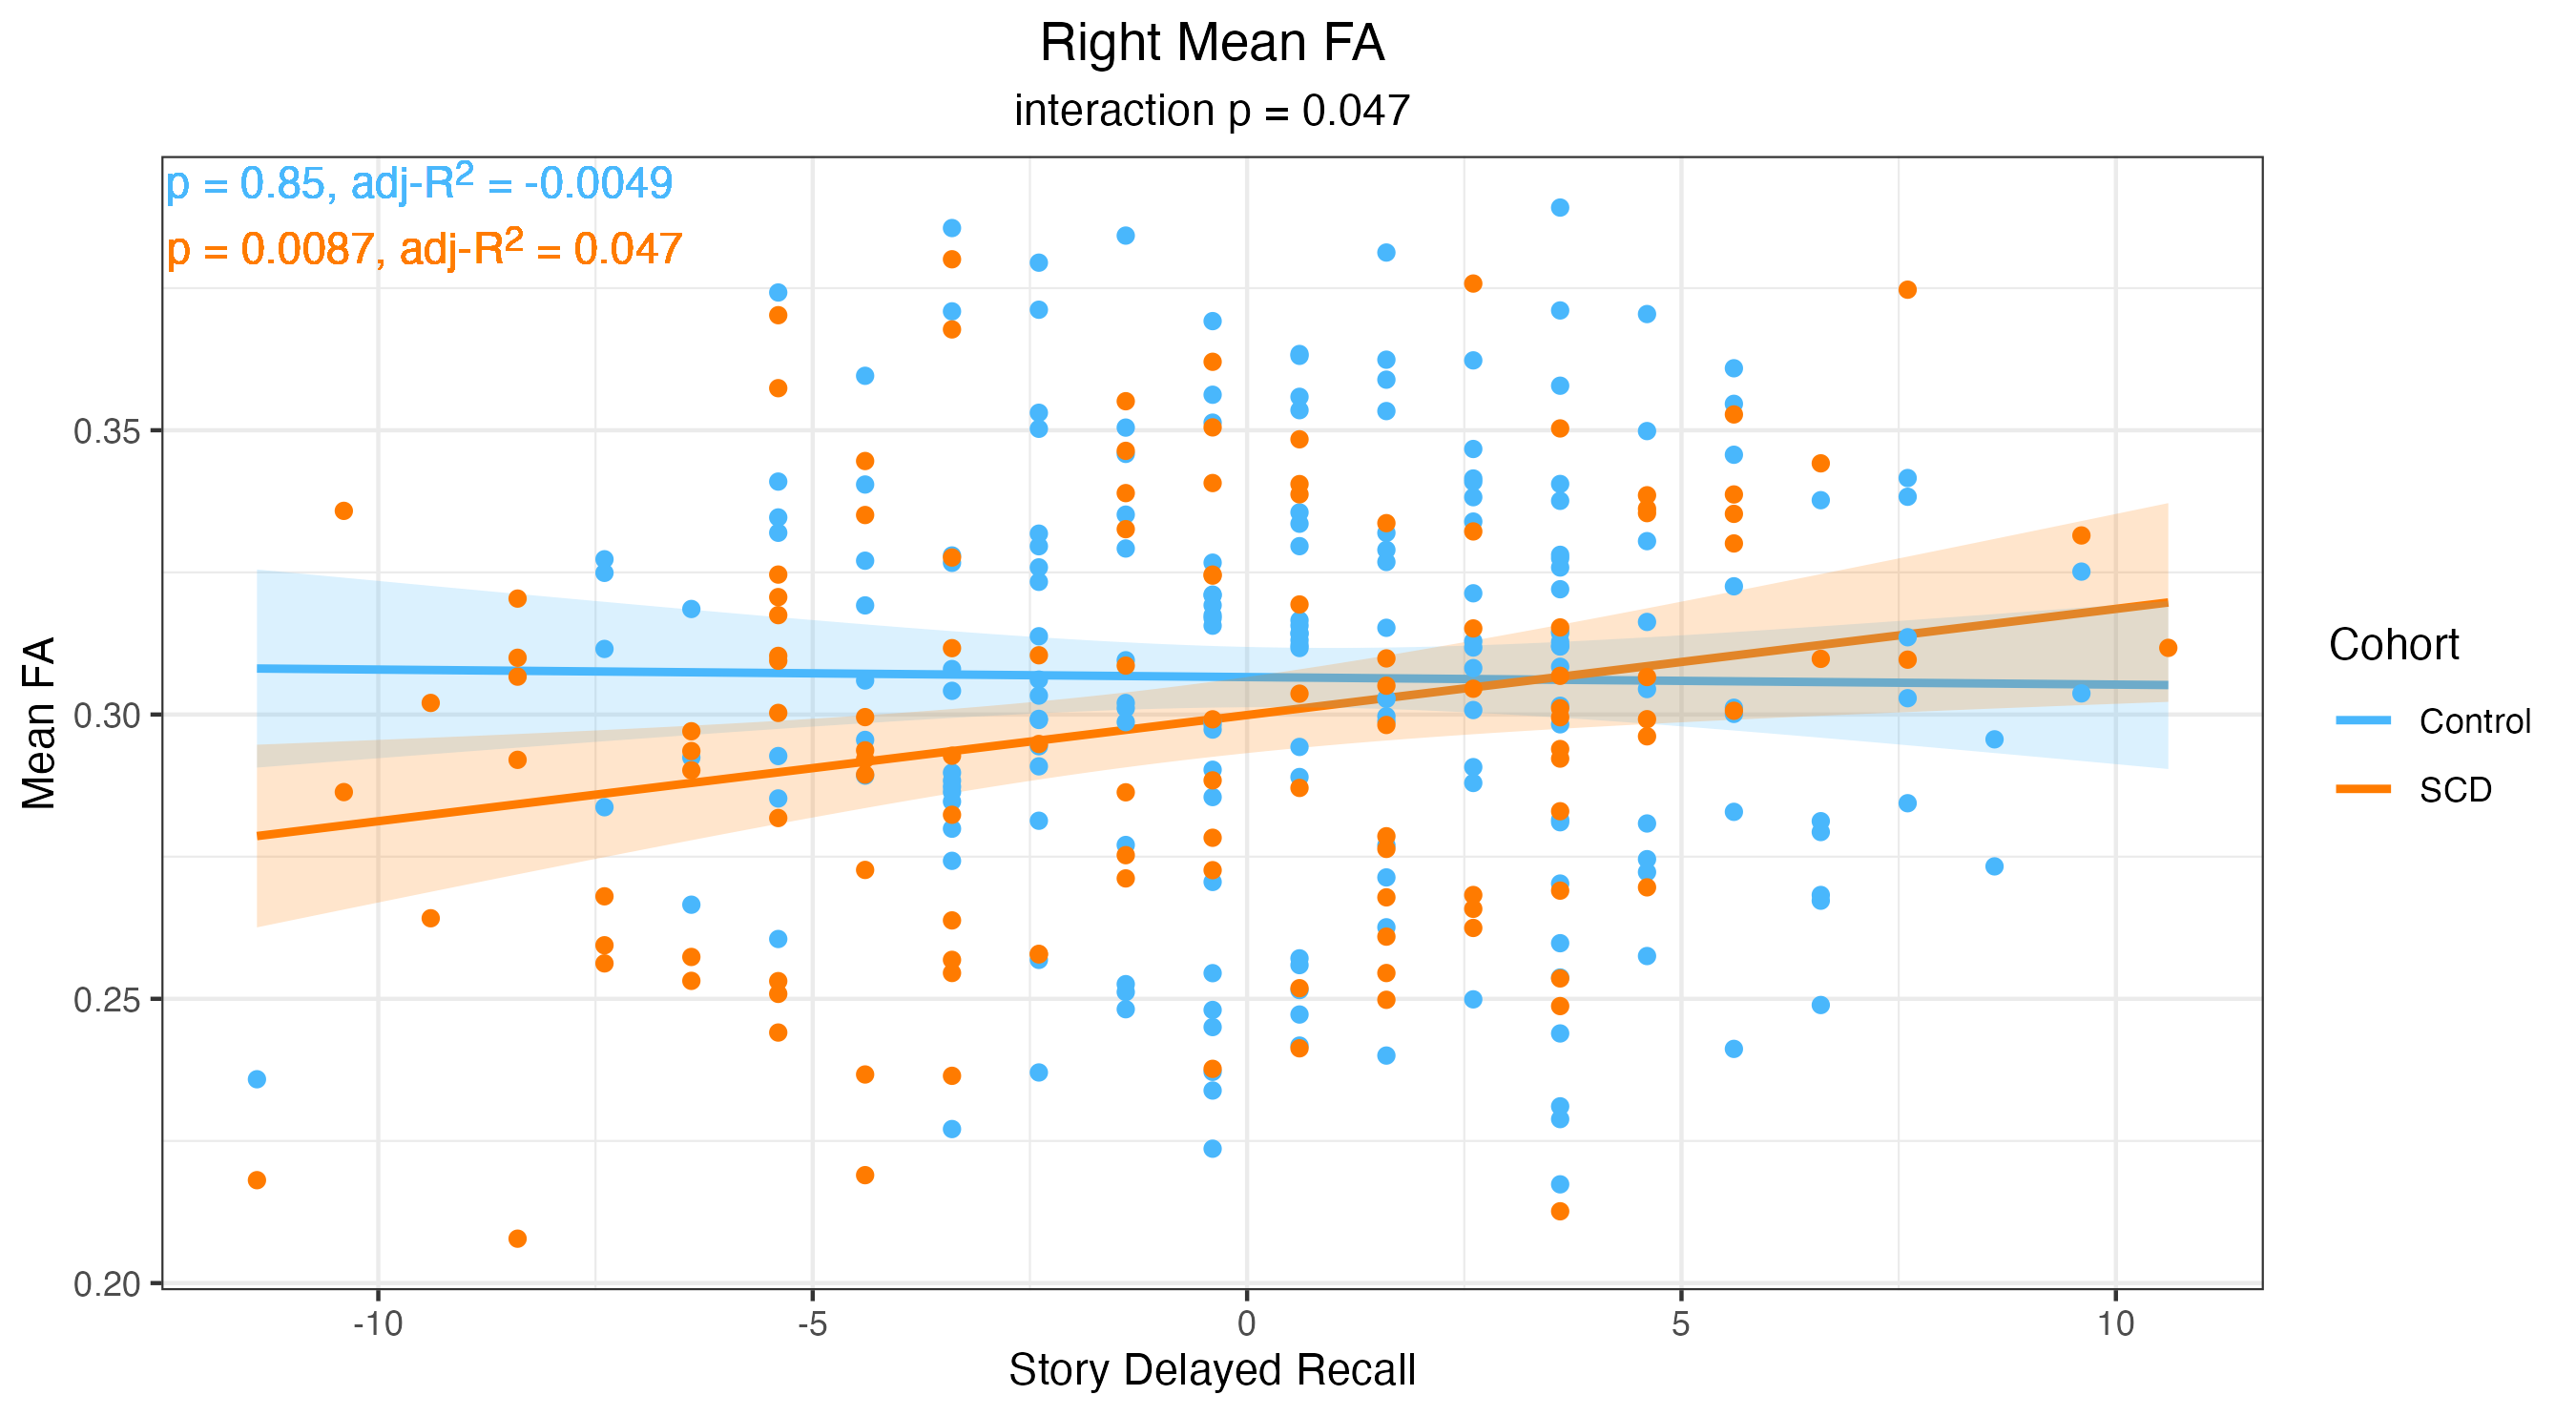 Right Mean FA
interaction p = 0.047
p = 0.85, adj-R² = -0.0049
p = 0.0087, adj-R² = 0.047
Mean FA
0.35
0.30
0.25
0.20
-10
-5
0
5
10
Story Delayed Recall
Cohort
Control
SCD